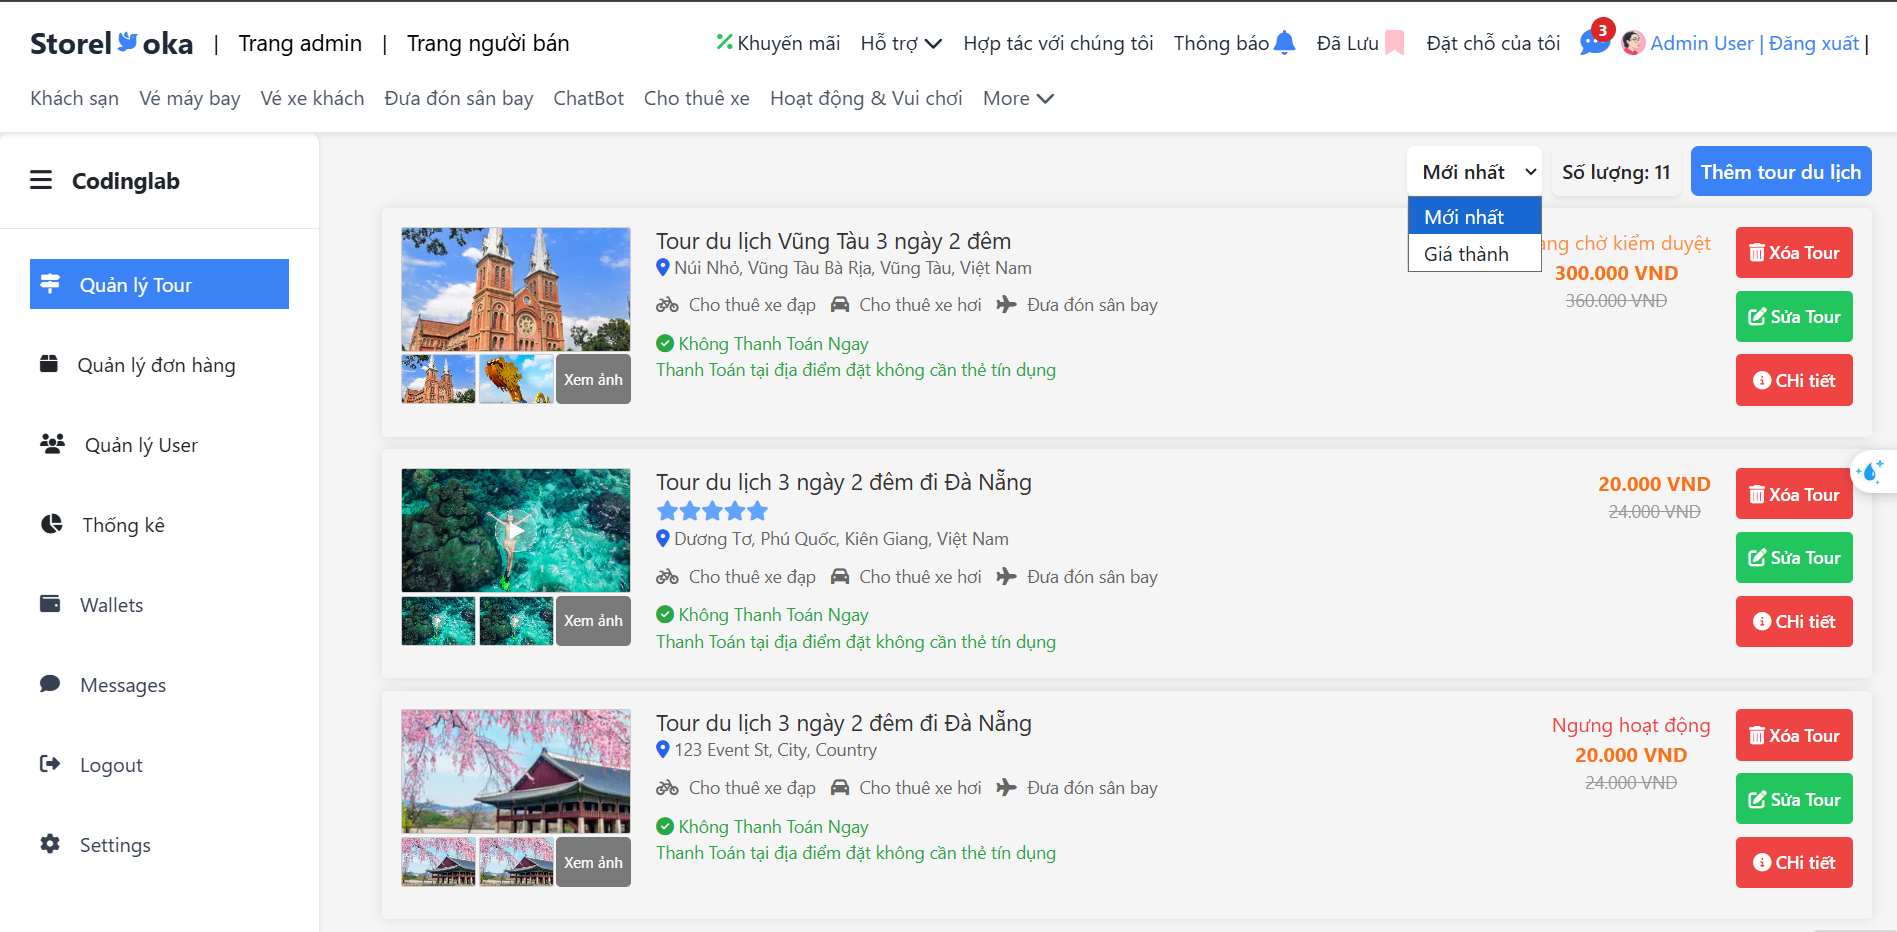 Storel oka | Trang admin | Trang người bán
Khuyến mãi Hỗ trợ Hợp tác với chúng tôi Thông báo Đã Lưu Đặt chỗ của tôi 3 Admin User | Đăng xuất |
Khách sạn Vé máy bay Vé xe khách Đưa đón sân bay ChatBot Cho thuê xe Hoạt động & Vui chơi More
Codinglab
Quản lý Tour
Quản lý đơn hàng
Quản lý User
Thống kê
Wallets
Messages
Logout
Settings
Mới nhất Số lượng: 11 Thêm tour du lịch
Mới nhất
Giá thành
Tour du lịch Vũng Tàu 3 ngày 2 đêm
Núi Nhỏ, Vũng Tàu Bà Rịa, Vũng Tàu, Việt Nam
Cho thuê xe đạp Cho thuê xe hơi Đưa đón sân bay
Không Thanh Toán Ngay
Thanh Toán tại địa điểm đặt không cần thẻ tín dụng
Xem ảnh
chờ kiểm duyệt
300.000 VND
360.000 VND
Xóa Tour
Sửa Tour
CHi tiết
Tour du lịch 3 ngày 2 đêm đi Đà Nẵng
Dương Tơ, Phú Quốc, Kiên Giang, Việt Nam
Cho thuê xe đạp Cho thuê xe hơi Đưa đón sân bay
Không Thanh Toán Ngay
Thanh Toán tại địa điểm đặt không cần thẻ tín dụng
Xem ảnh
20.000 VND
24.000 VND
Xóa Tour
Sửa Tour
CHi tiết
Tour du lịch 3 ngày 2 đêm đi Đà Nẵng
123 Event St, City, Country
Cho thuê xe đạp Cho thuê xe hơi Đưa đón sân bay
Không Thanh Toán Ngay
Thanh Toán tại địa điểm đặt không cần thẻ tín dụng
Xem ảnh
Ngưng hoạt động
20.000 VND
24.000 VND
Xóa Tour
Sửa Tour
CHi tiết